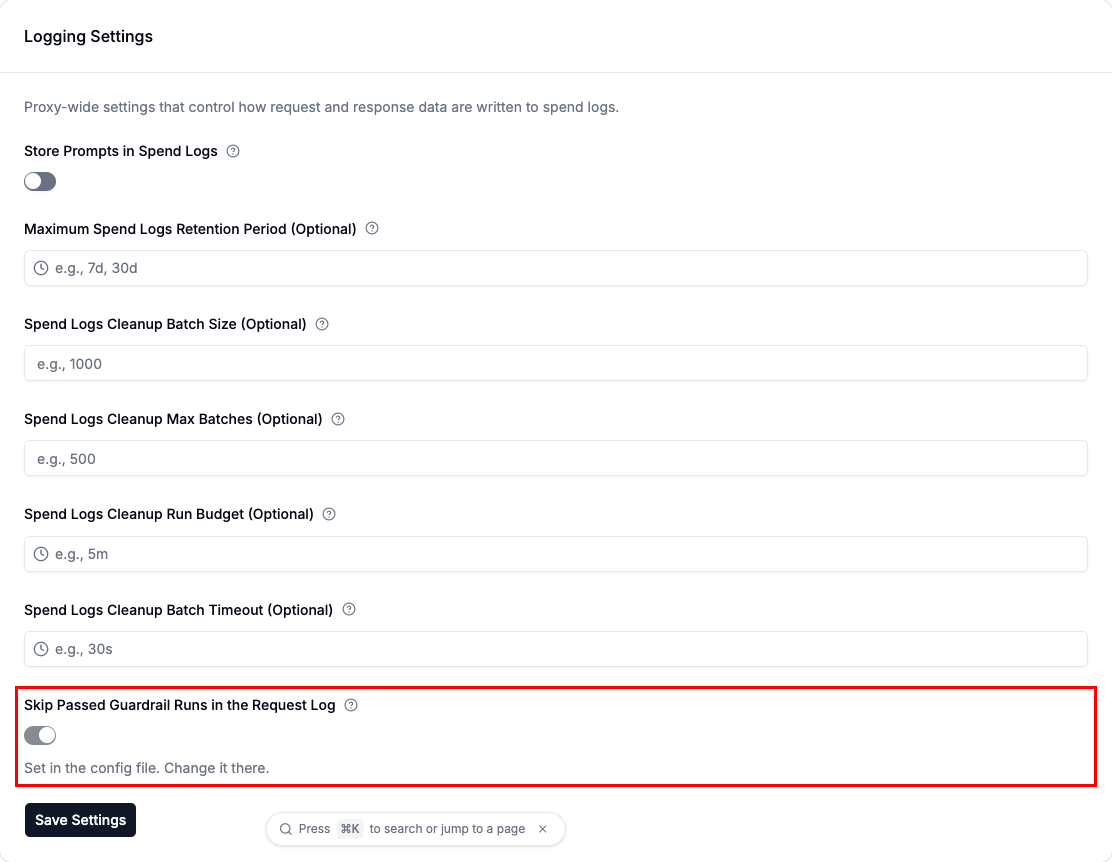 Logging Settings
Proxy-wide settings that control how request and response data are written to spend logs.
Store Prompts in Spend Logs
Maximum Spend Logs Retention Period (Optional)
e.g., 7d, 30d
Spend Logs Cleanup Batch Size (Optional)
e.g., 1000
Spend Logs Cleanup Max Batches (Optional)
e.g., 500
Spend Logs Cleanup Run Budget (Optional)
e.g., 5m
Spend Logs Cleanup Batch Timeout (Optional)
e.g., 30s
Skip Passed Guardrail Runs in the Request Log
Set in the config file. Change it there.
Save Settings
Press ⌘K to search or jump to a page